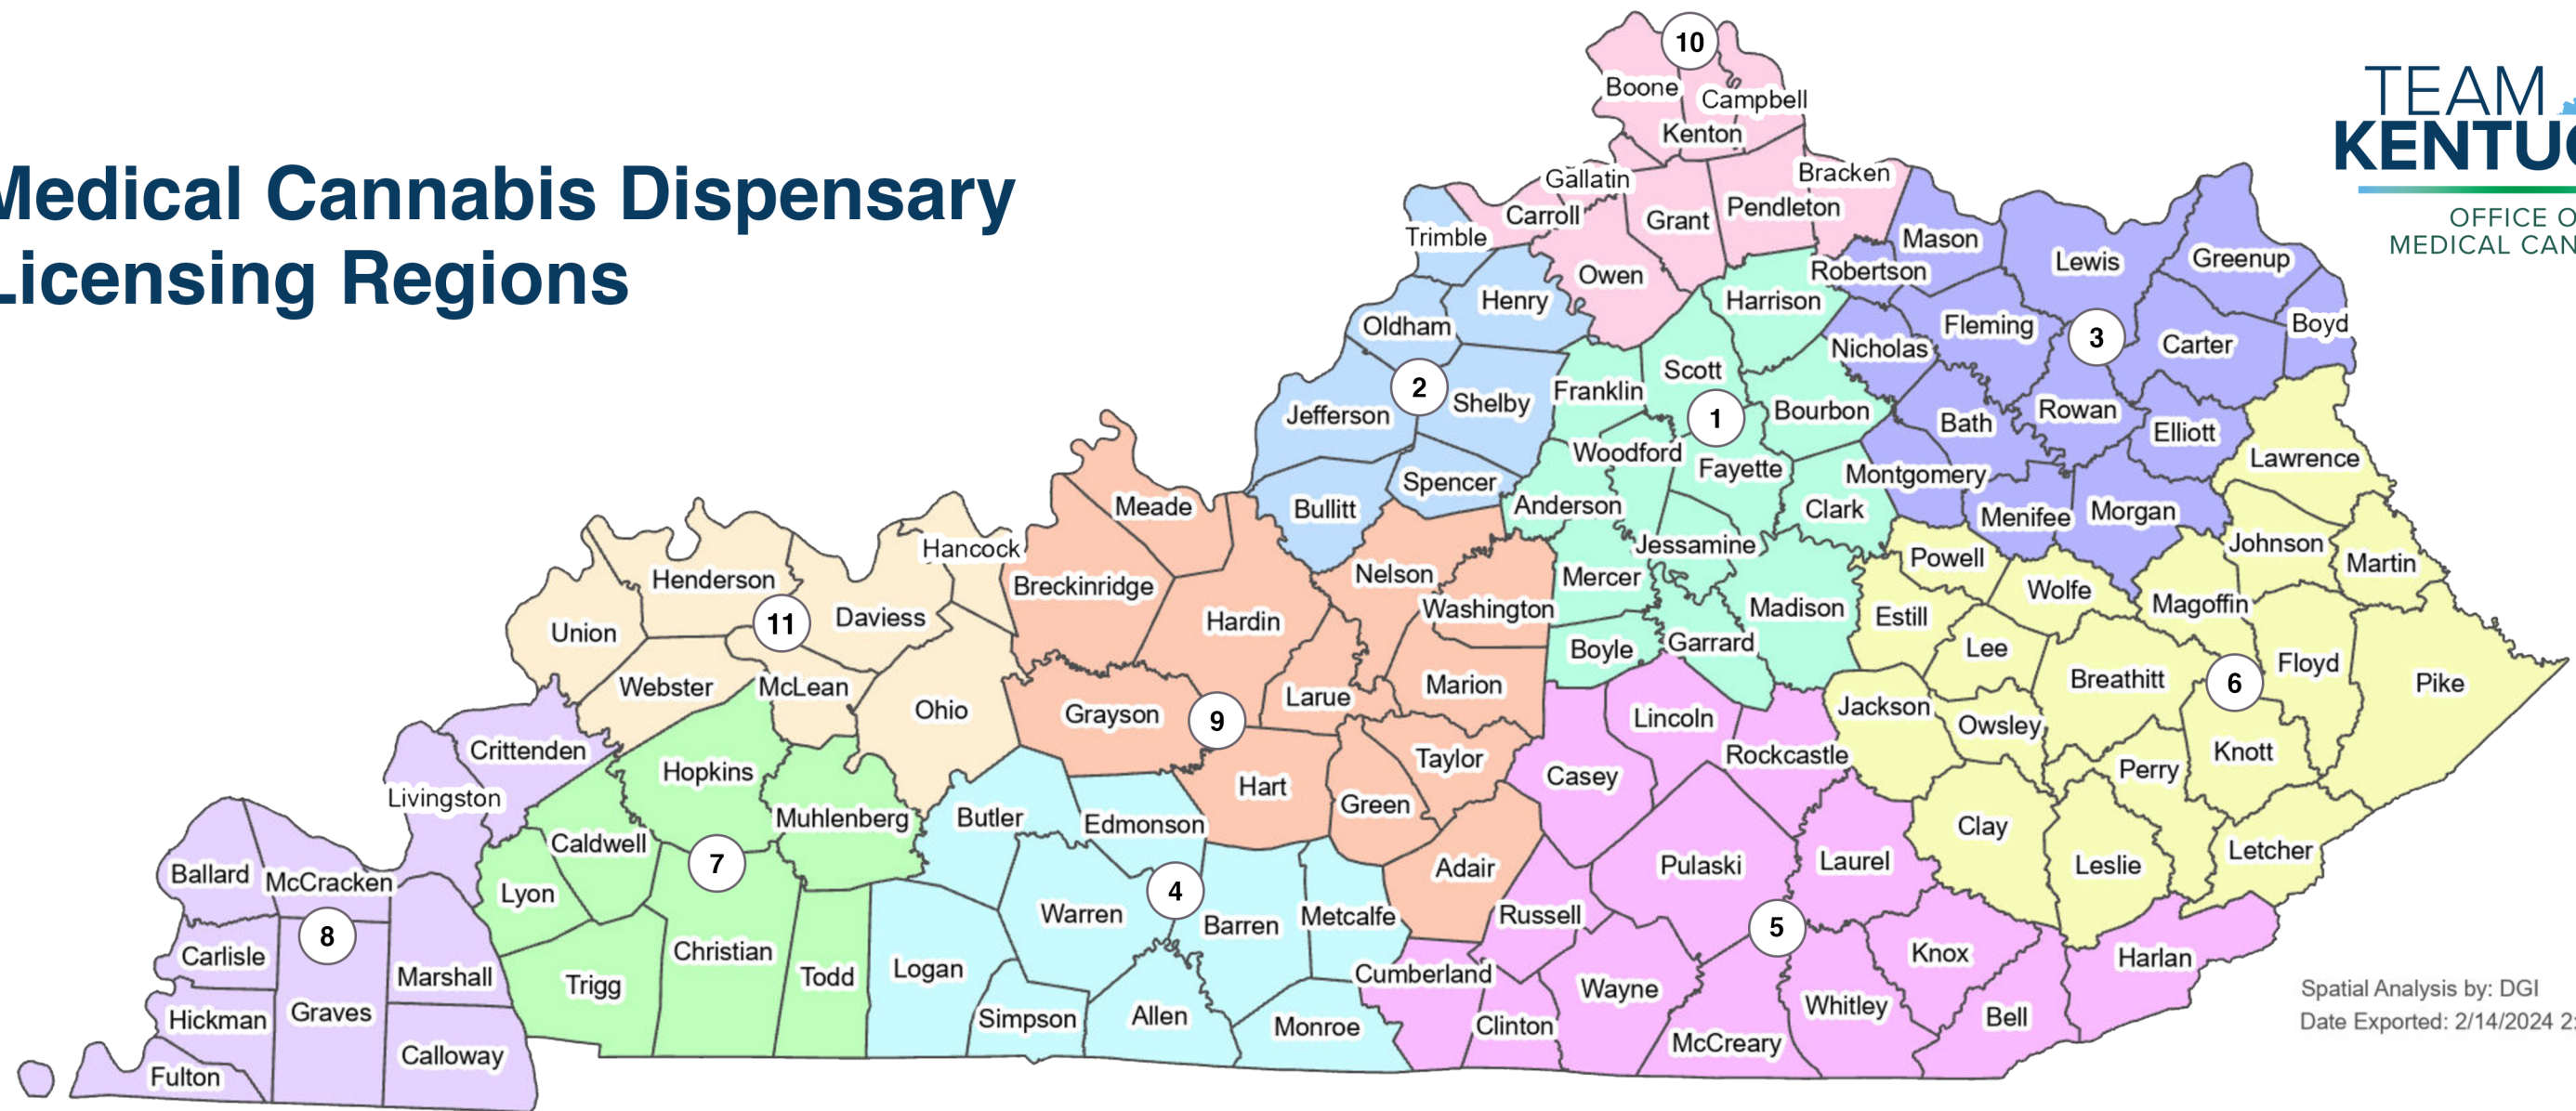 Medical Cannabis Dispensary
Licensing Regions
TEAM
KENTUC
OFFICE O
MEDICAL CAN
10
Boone
Campbell
Kenton
Gallatin
Bracken
Carroll
Grant
Pendleton
Trimble
Owen
Mason
Robertson
Lewis
Greenup
Henry
Harrison
Oldham
Fleming
Boyd
3
Nicholas
Carter
Scott
2
Franklin
Shelby
Jefferson
1
Bourbon
Rowan
Bath
Elliott
Woodford
Fayette
Lawrence
Spencer
Montgomery
Anderson
Clark
Bullitt
Menifee
Morgan
Meade
Jessamine
Johnson
Hancock
Powell
Martin
Henderson
Breckinridge
Nelson
Mercer
Wolfe
Magoffin
Washington
Madison
Estill
Union
11
Daviess
Hardin
Boyle
Garrard
Lee
Floyd
Webster
McLean
Larue
Marion
Breathitt
6
Pike
Ohio
Grayson
9
Lincoln
Jackson
Owsley
Crittenden
Hopkins
Taylor
Rockcastle
Knott
Livingston
Hart
Casey
Perry
Muhlenberg
Butler
Edmonson
Green
Clay
Caldwell
7
Adair
Pulaski
Laurel
Leslie
Letcher
Ballard
McCracken
Lyon
4
Warren
Barren
Metcalfe
Russell
8
5
Carlisle
Christian
Logan
Cumberland
Knox
Harlan
Marshall
Trigg
Todd
Wayne
Hickman
Graves
Simpson
Allen
Monroe
Clinton
Whitley
Bell
Calloway
McCreary
Fulton
Spatial Analysis by: DGI
Date Exported: 2/14/2024 2: